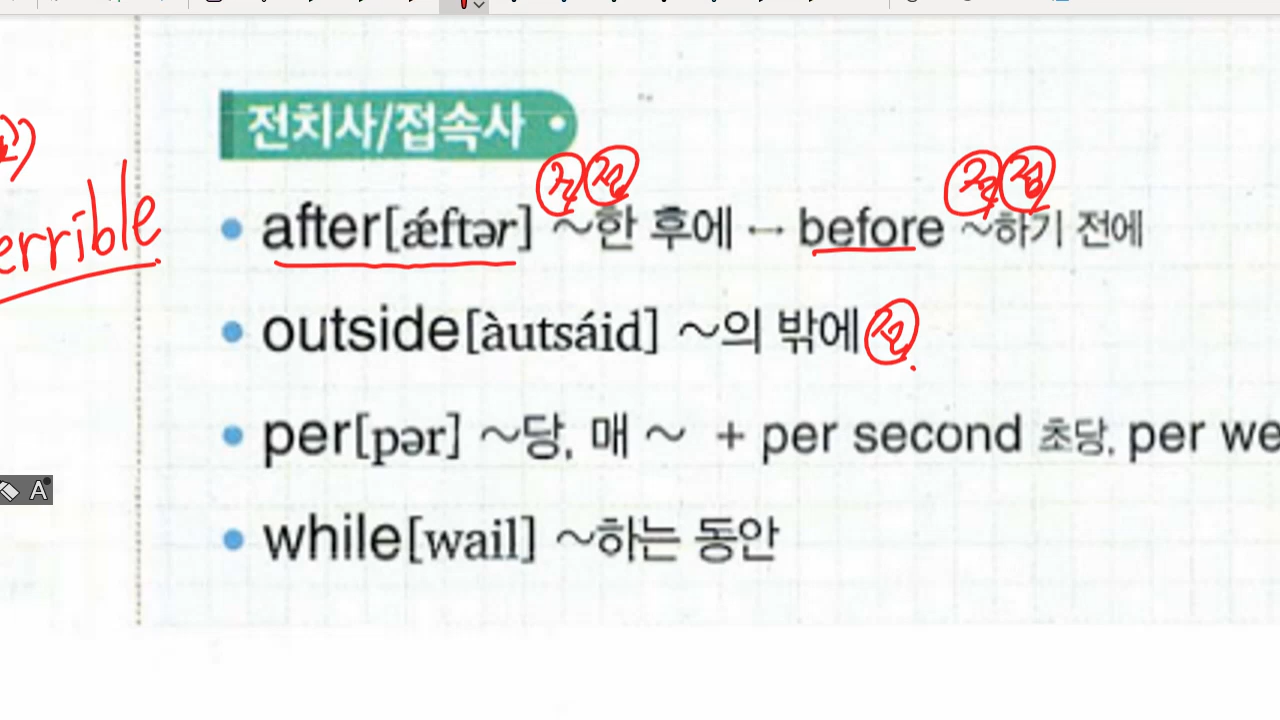 전치사/접속사
전 접 전 접
after[ǽftər] ~한 후에 ↔ before ~하기 전에
errible
outside[àutsáid] ~의 밖에 전
per[pər] ~당, 매 ~ + per second 초당, per we
while[wail] ~하는 동안
A